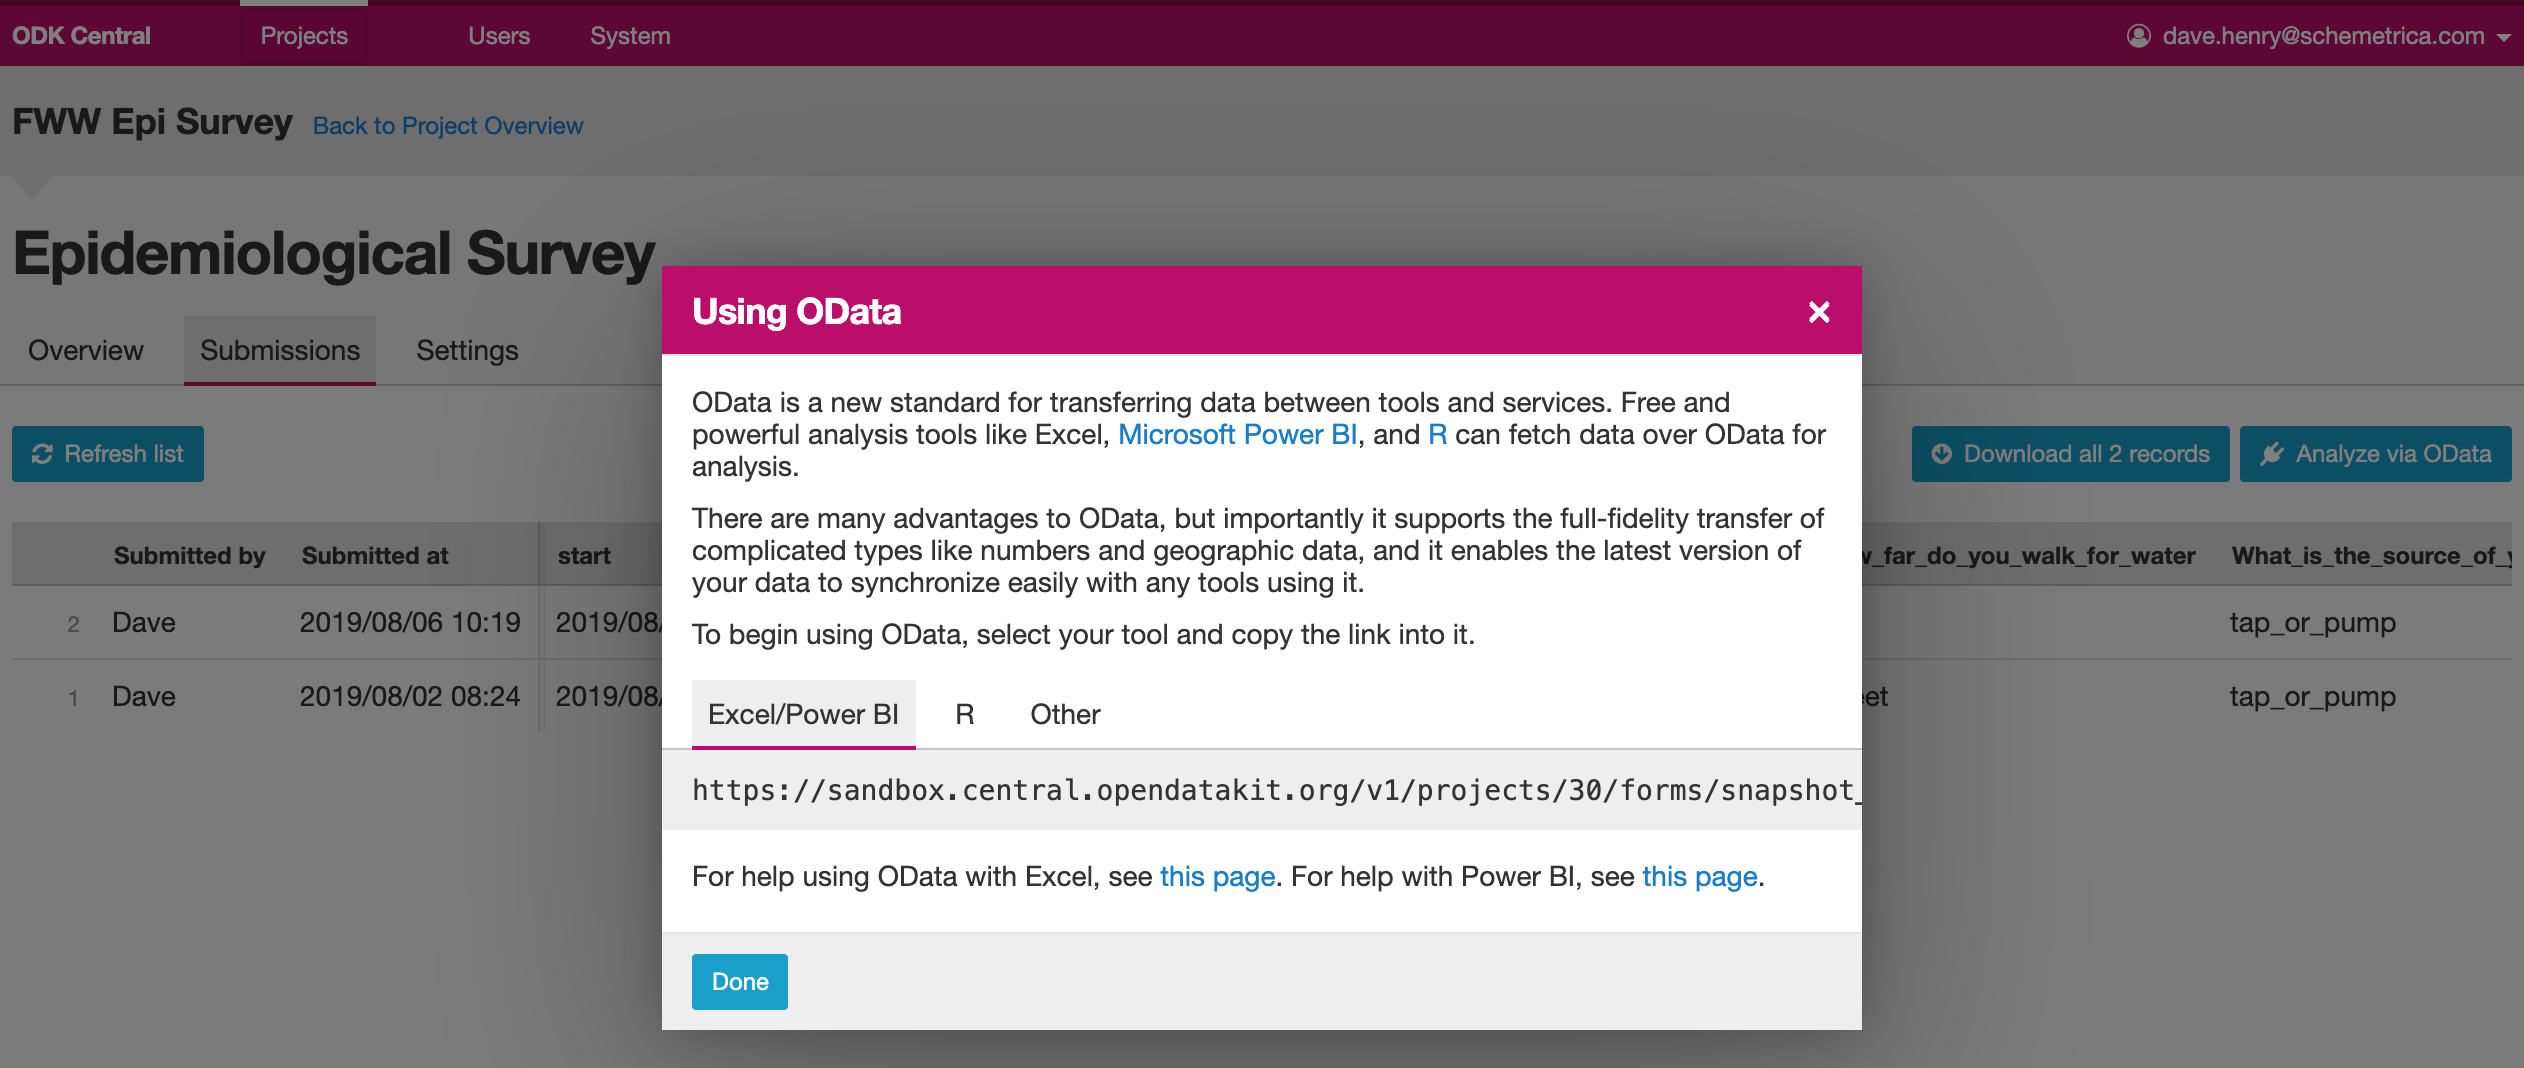 ODK Central Projects Users System dave.henry@schemetrica.com
FWW Epi Survey Back to Project Overview
Epidemiological Survey
Overview Submissions Settings
Refresh list
Download all 2 records Analyze via OData
Submitted by Submitted at start
far_do_you_walk_for_water What_is_the_source_of_
2 Dave 2019/08/06 10:19 2019/08/ tap_or_pump
1 Dave 2019/08/02 08:24 2019/08/ eet tap_or_pump
Using OData
OData is a new standard for transferring data between tools and services. Free and
powerful analysis tools like Excel, Microsoft Power BI, and R can fetch data over OData for
analysis.
There are many advantages to OData, but importantly it supports the full-fidelity transfer of
complicated types like numbers and geographic data, and it enables the latest version of
your data to synchronize easily with any tools using it.
To begin using OData, select your tool and copy the link into it.
Excel/Power BI R Other
https://sandbox.central.opendatakit.org/v1/projects/30/forms/snapshot_
For help using OData with Excel, see this page. For help with Power BI, see this page.
Done